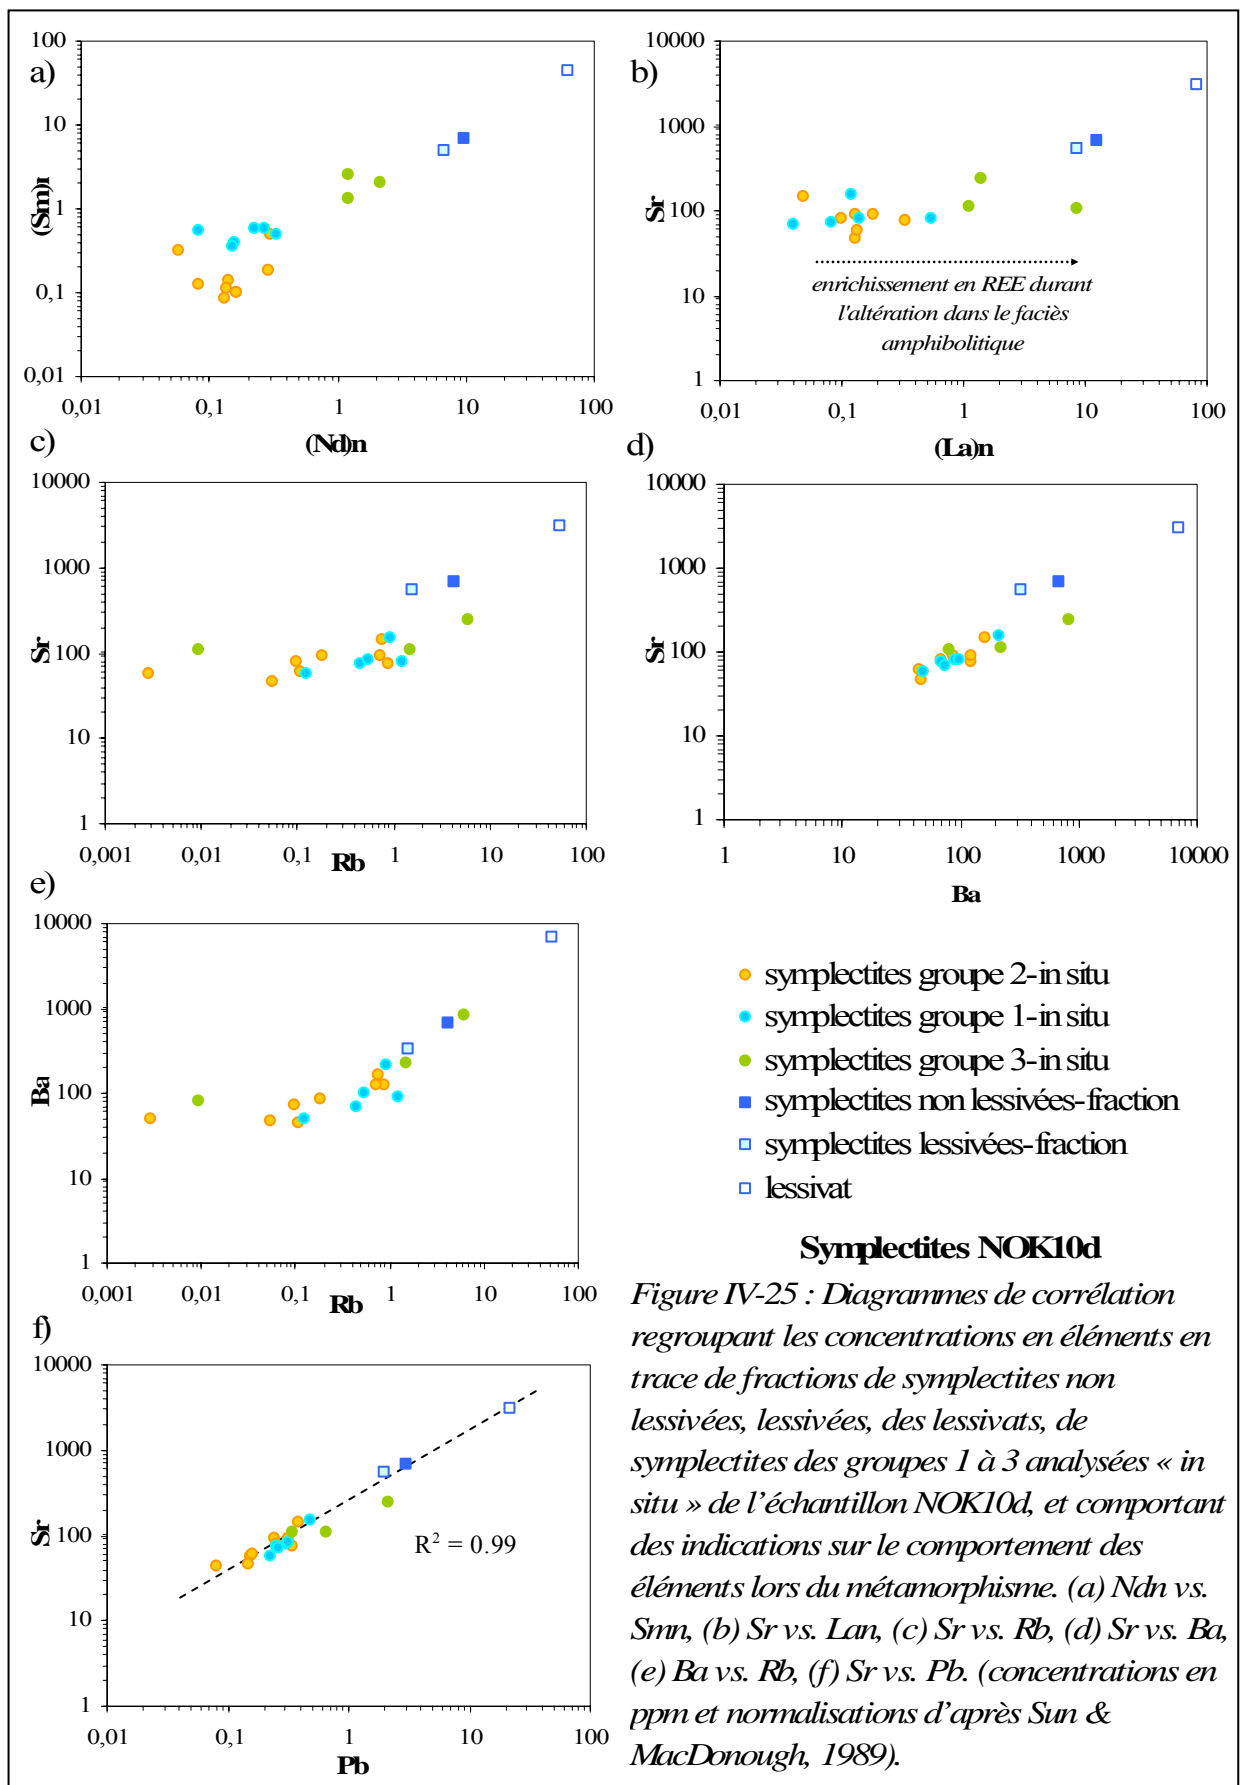 a)
100
10
1
0,1
0,01
(Sm)n
0,01 0,1 1 10 100
(Nd)n
b)
10000
1000
100
10
1
Sr
enrichissement en REE durant
l'altération dans le faciès
amphibolitique
0,01 0,1 1 10 100
(La)n
c)
10000
1000
100
10
1
Sr
0,001 0,01 0,1 1 10 100
Rb
d)
10000
1000
100
10
1
Sr
1 10 100 1000 10000
Ba
e)
10000
1000
100
10
1
Ba
0,001 0,01 0,1 1 10 100
Rb
f)
10000
1000
100
10
1
Sr
R² = 0.99
0,01 0,1 1 10 100
Pb
symplectites groupe 2-in situ
symplectites groupe 1-in situ
symplectites groupe 3-in situ
symplectites non lessivées-fraction
symplectites lessivées-fraction
lessivat
Symplectites NOK10d
Figure IV-25 : Diagrammes de corrélation
regroupant les concentrations en éléments en
trace de fractions de symplectites non
lessivées, lessivées, des lessivats, de
symplectites des groupes 1 à 3 analysées « in
situ » de l'échantillon NOK10d, et comportant
des indications sur le comportement des
éléments lors du métamorphisme. (a) Ndn vs.
Smn, (b) Sr vs. Lan, (c) Sr vs. Rb, (d) Sr vs. Ba,
(e) Ba vs. Rb, (f) Sr vs. Pb. (concentrations en
ppm et normalisations d'après Sun &
MacDonough, 1989).